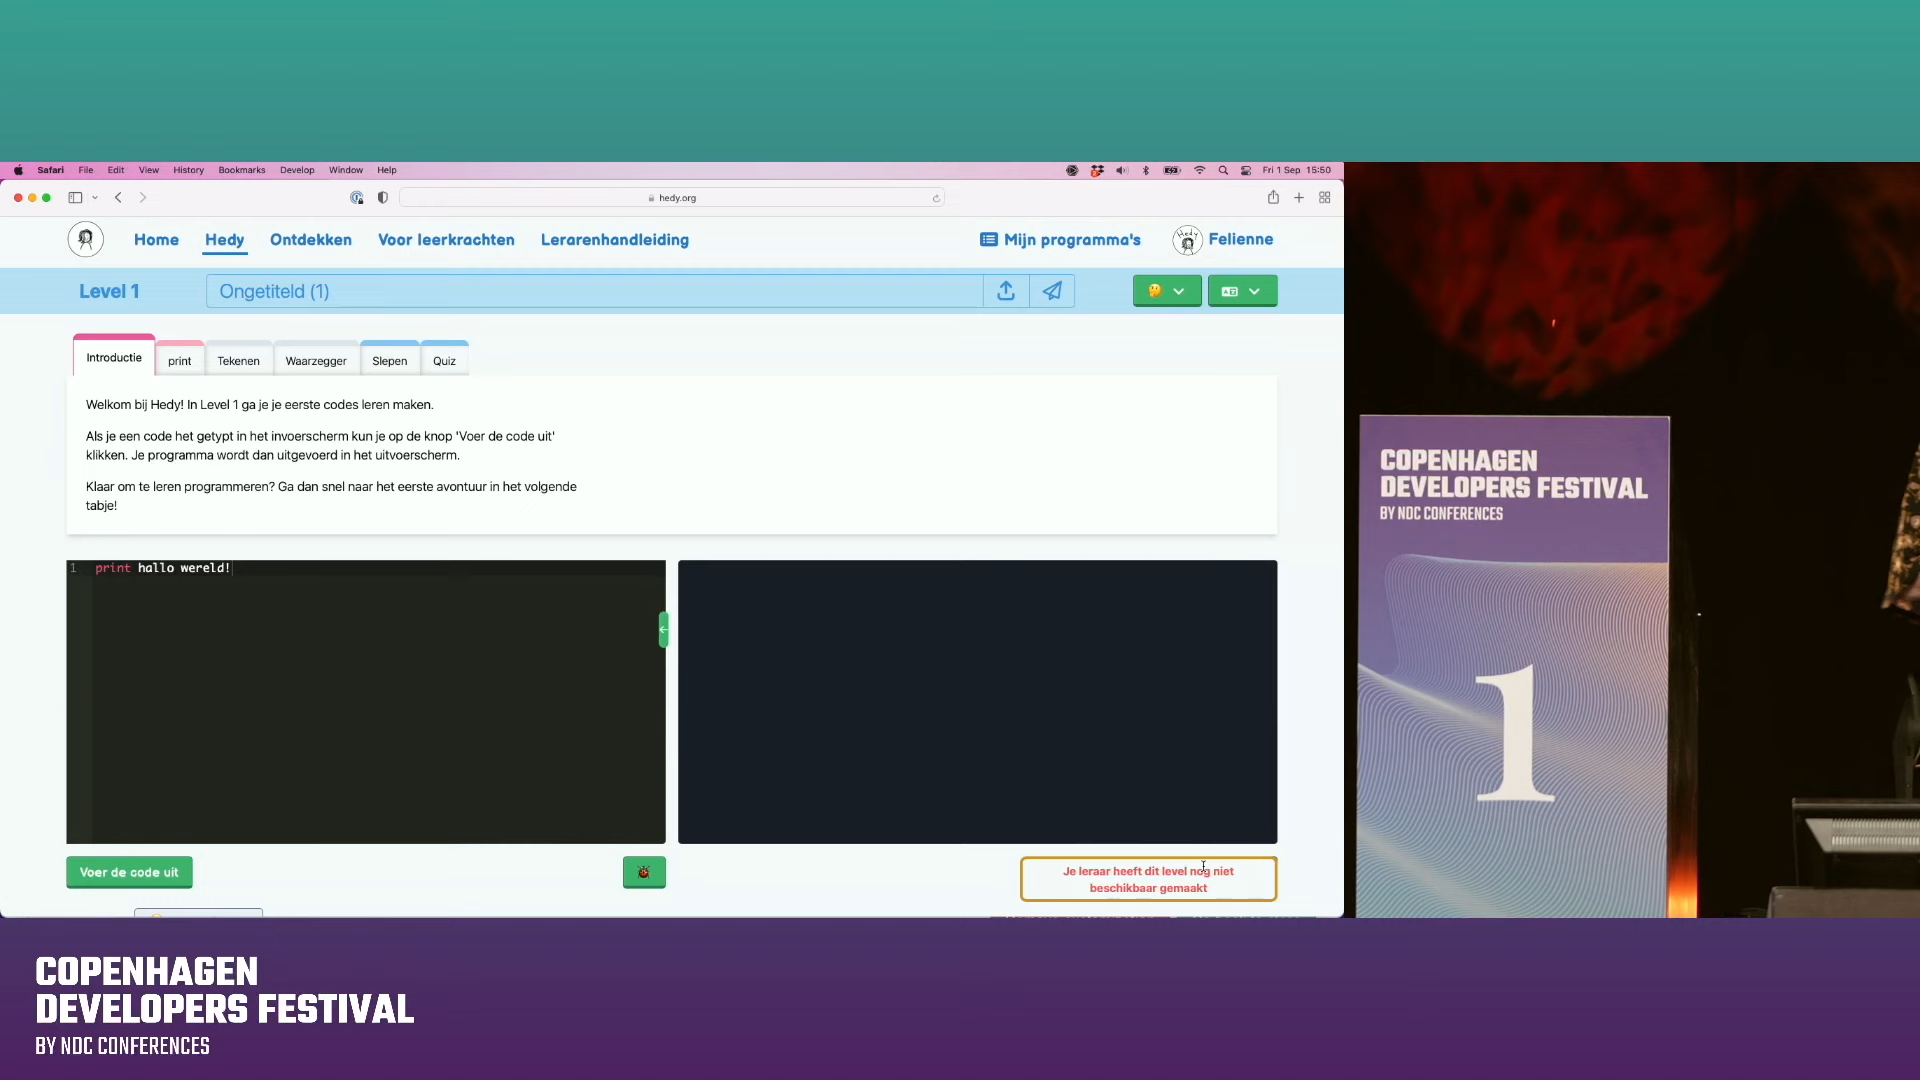 Safari File Edit View History Bookmarks Develop Window Help
Fri 1 Sep 15:50
hedy.org
Home Hedy Ontdekken Voor leerkrachten Lerarenhandleiding
Mijn programma's Felienne
Level 1 Ongetiteld (1)
Introductie print Tekenen Waarzegger Slepen Quiz
Welkom bij Hedy! In Level 1 ga je je eerste codes leren maken.
Als je een code het getypt in het invoerscherm kun je op de knop 'Voer de code uit'
klikken. Je programma wordt dan uitgevoerd in het uitvoerscherm.
Klaar om te leren programmeren? Ga dan snel naar het eerste avontuur in het volgende
tabje!
1 print hallo wereld!
Voer de code uit
Je leraar heeft dit level nog niet
beschikbaar gemaakt
COPENHAGEN
DEVELOPERS FESTIVAL
BY NDC CONFERENCES
1
COPENHAGEN
DEVELOPERS FESTIVAL
BY NDC CONFERENCES